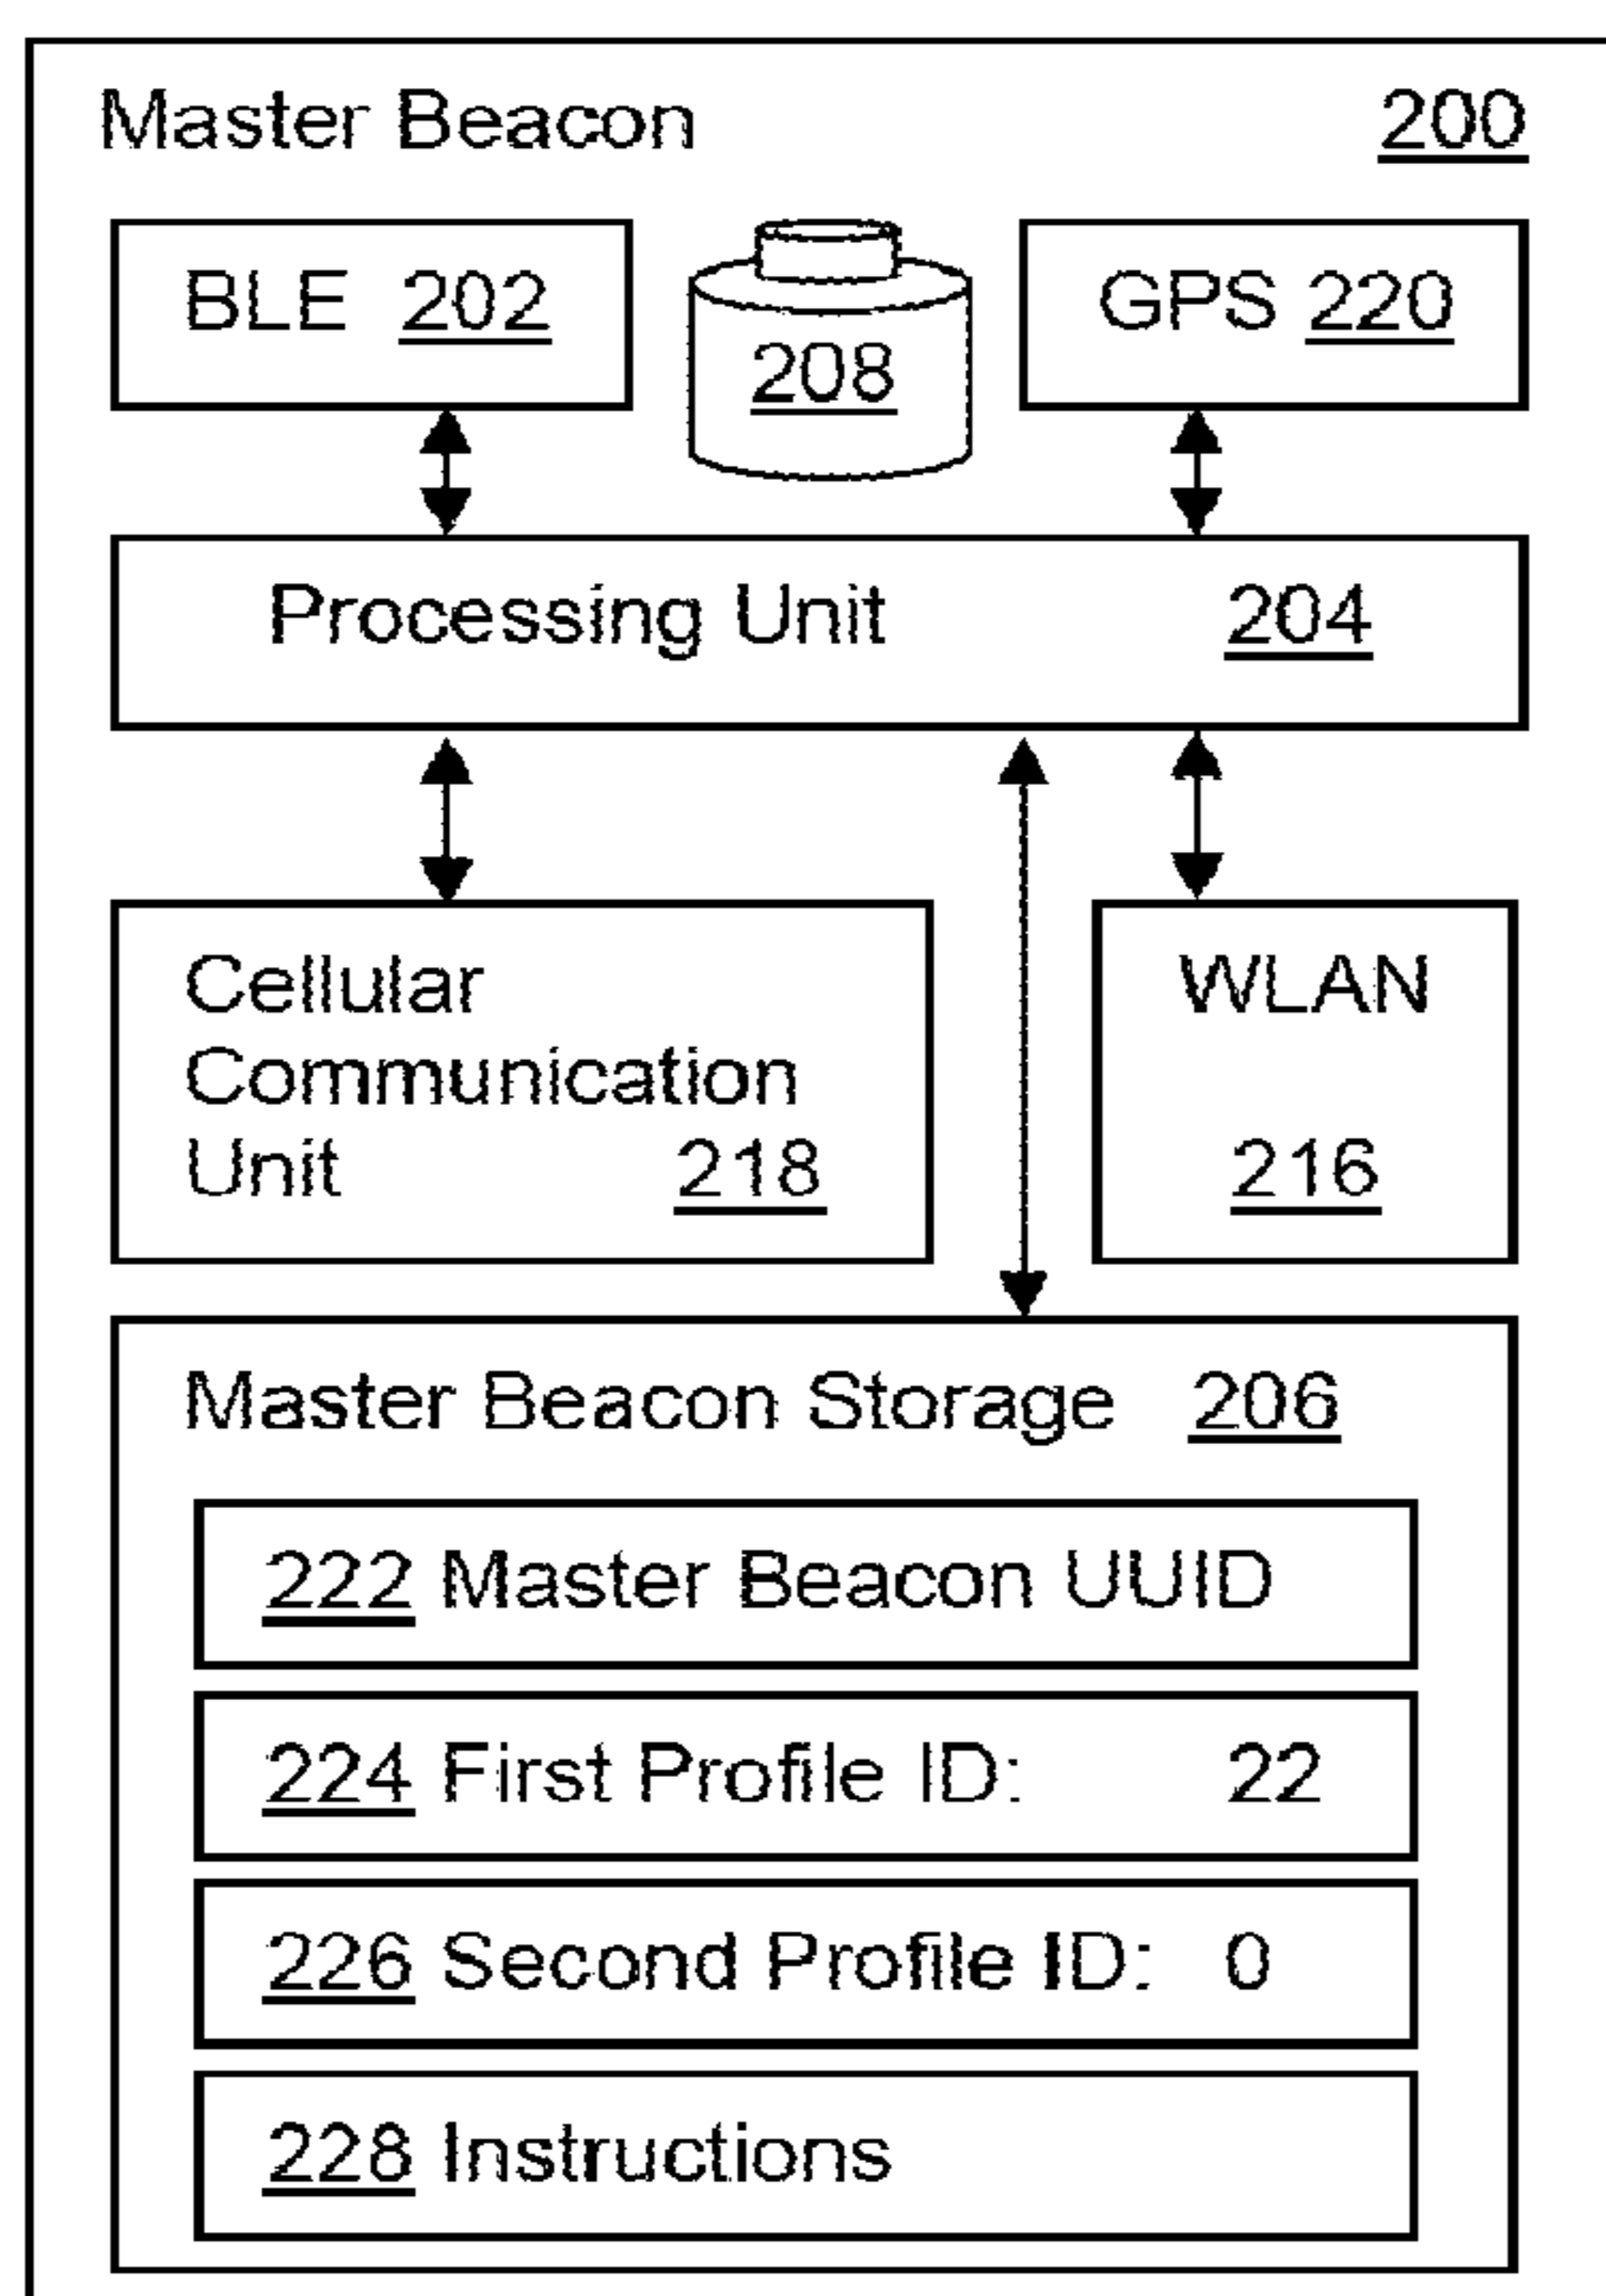 Master Beacon 200
BLE 202
208
GPS 220
Processing Unit 204
Cellular
Communication
Unit 218
WLAN
216
Master Beacon Storage 206
222 Master Beacon UUID
224 First Profile ID: 22
226 Second Profile ID: 0
228 Instructions